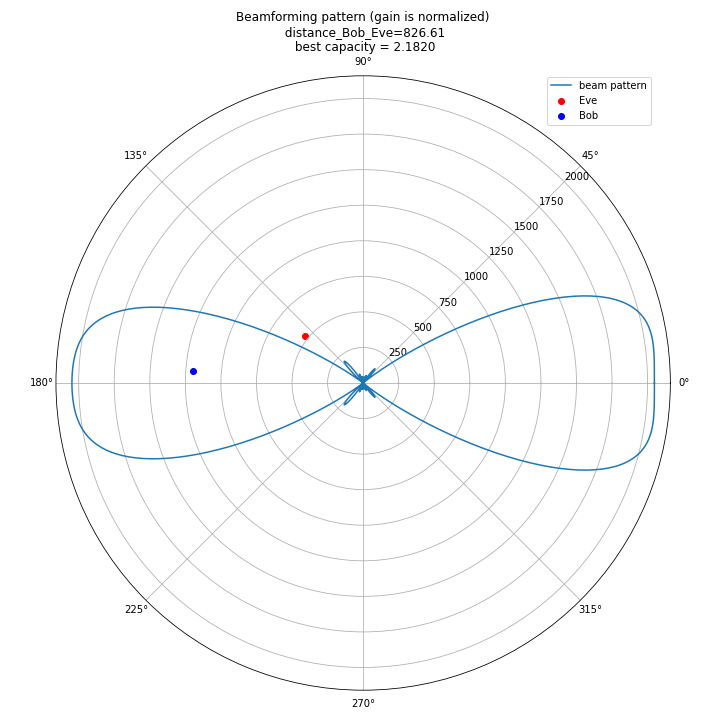 Beamforming pattern (gain is normalized)
distance_Bob_Eve=826.61
best capacity = 2.1820
90°
beam pattern
Eve
Bob
135°
45°
2000
1750
1500
1250
1000
750
500
250
180°
0°
225°
315°
270°